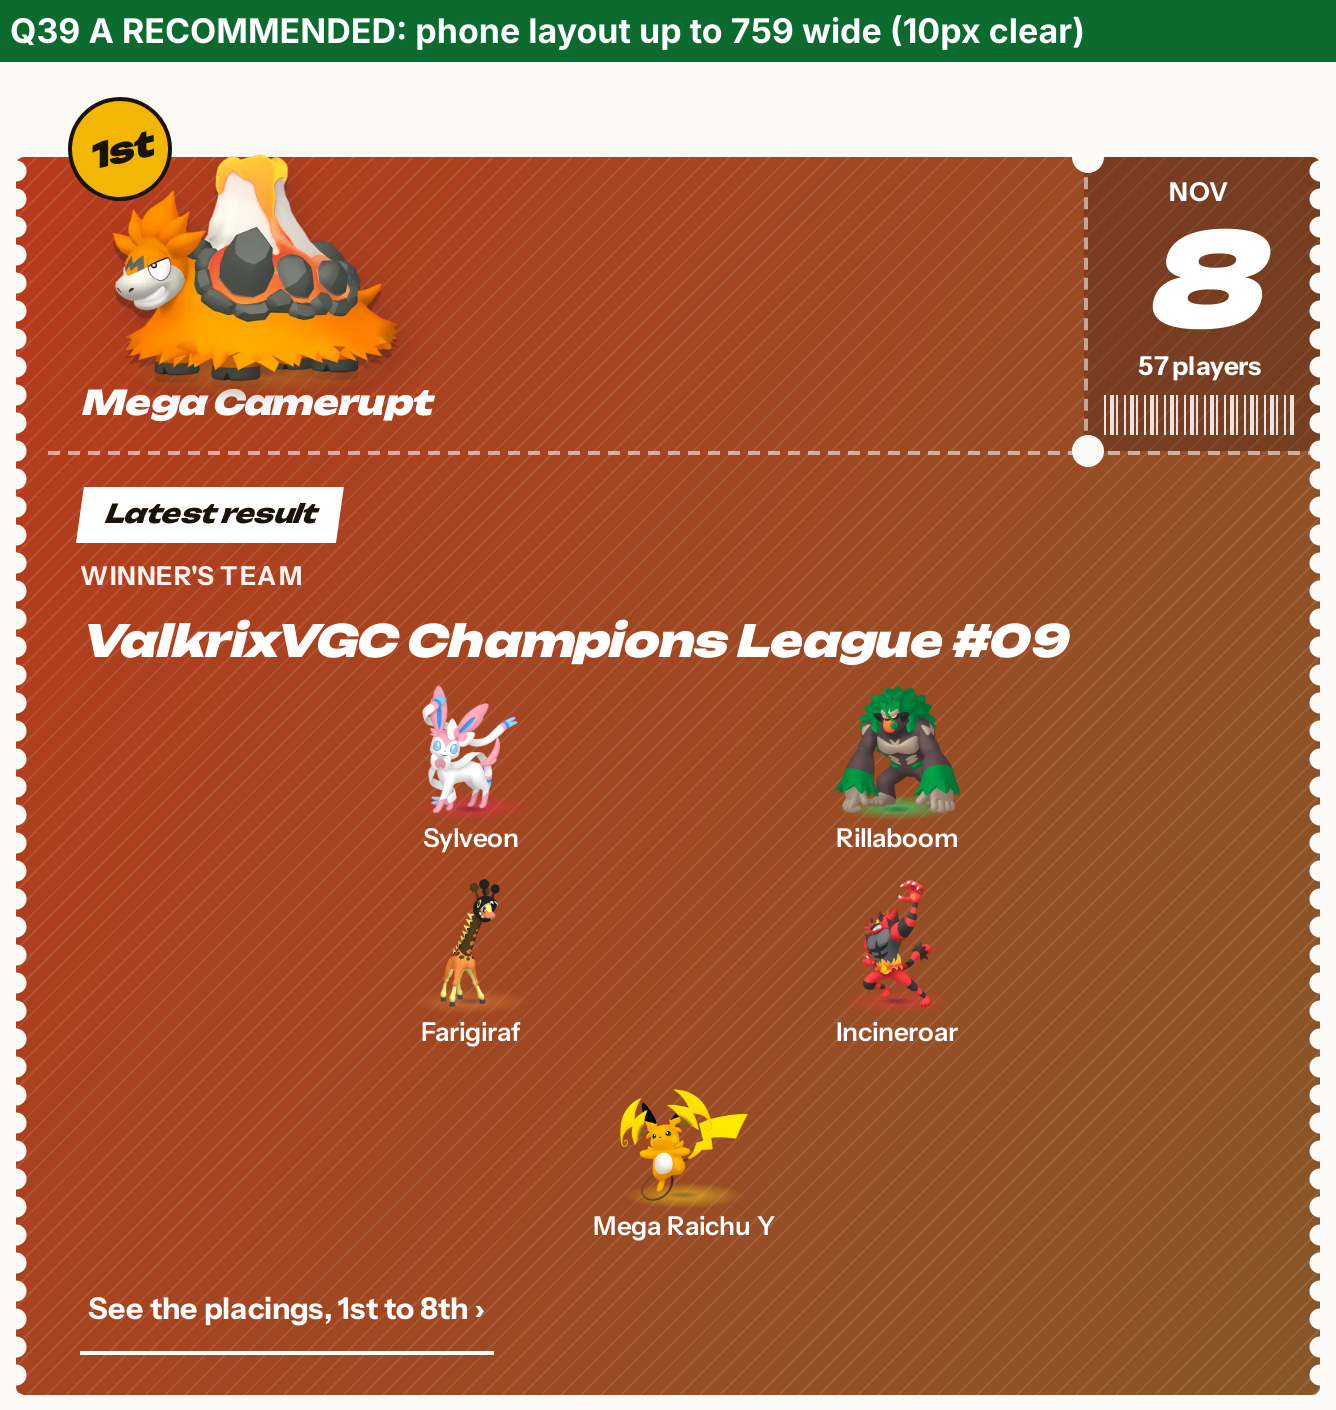 Q39 A RECOMMENDED: phone layout up to 759 wide (10px clear)
1st
NOV
8
57 players
Mega Camerupt
Latest result
WINNER'S TEAM
ValkrixVGC Champions League #09
Sylveon
Rillaboom
Farigiraf
Incineroar
Mega Raichu Y
See the placings, 1st to 8th ›